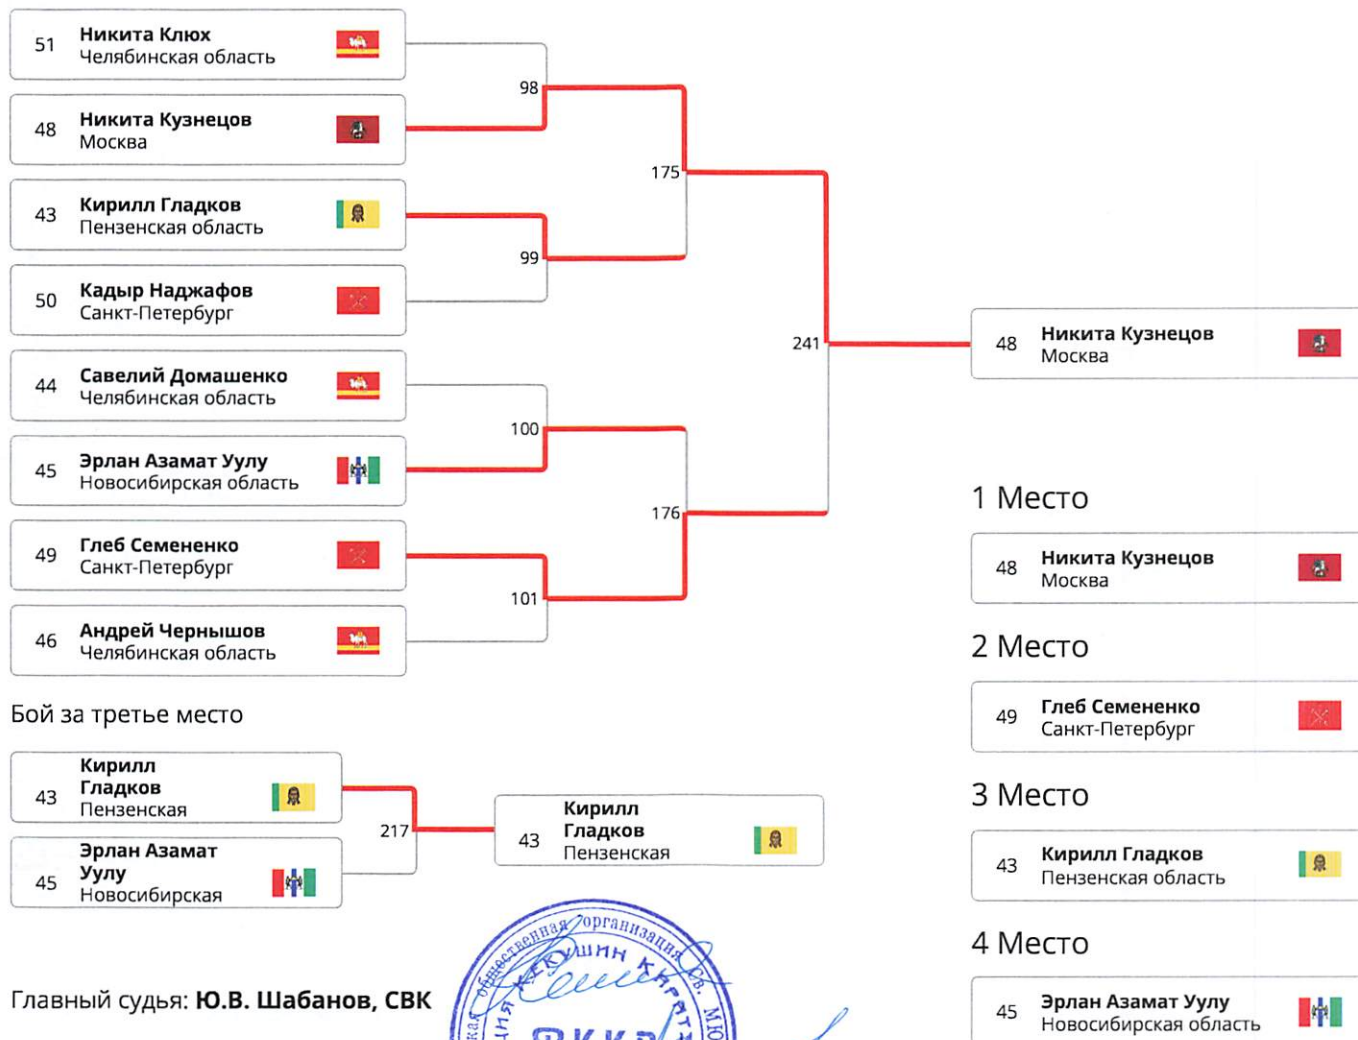 51 Никита Клюх
Челябинская область
48 Никита Кузнецов
Москва
43 Кирилл Гладков
Пензенская область
50 Кадыр Наджафов
Санкт-Петербург
44 Савелий Домашенко
Челябинская область
45 Эрлан Азамат Уулу
Новосибирская область
49 Глеб Семененко
Санкт-Петербург
46 Андрей Чернышов
Челябинская область
98
99
100
101
175
176
241
48 Никита Кузнецов
Москва
Бой за третье место
43 Кирилл
Гладков
Пензенская
45 Эрлан Азамат
Уулу
Новосибирская
217
43 Кирилл
Гладков
Пензенская
1 Место
48 Никита Кузнецов
Москва
2 Место
49 Глеб Семененко
Санкт-Петербург
3 Место
43 Кирилл Гладков
Пензенская область
4 Место
45 Эрлан Азамат Уулу
Новосибирская область
Главный судья: Ю.В. Шабанов, СВК
общественная организация